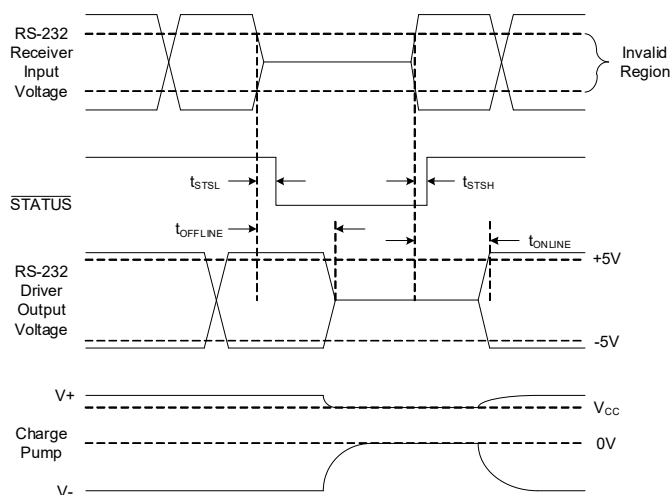 RS-232
Receiver
Input
Voltage
Invalid
Region
STATUS
tSTSL
tSTSH
tOFFLINE
tONLINE
RS-232
Driver
Output
Voltage
+5V
-5V
V+
VCC
Charge
Pump
0V
V-